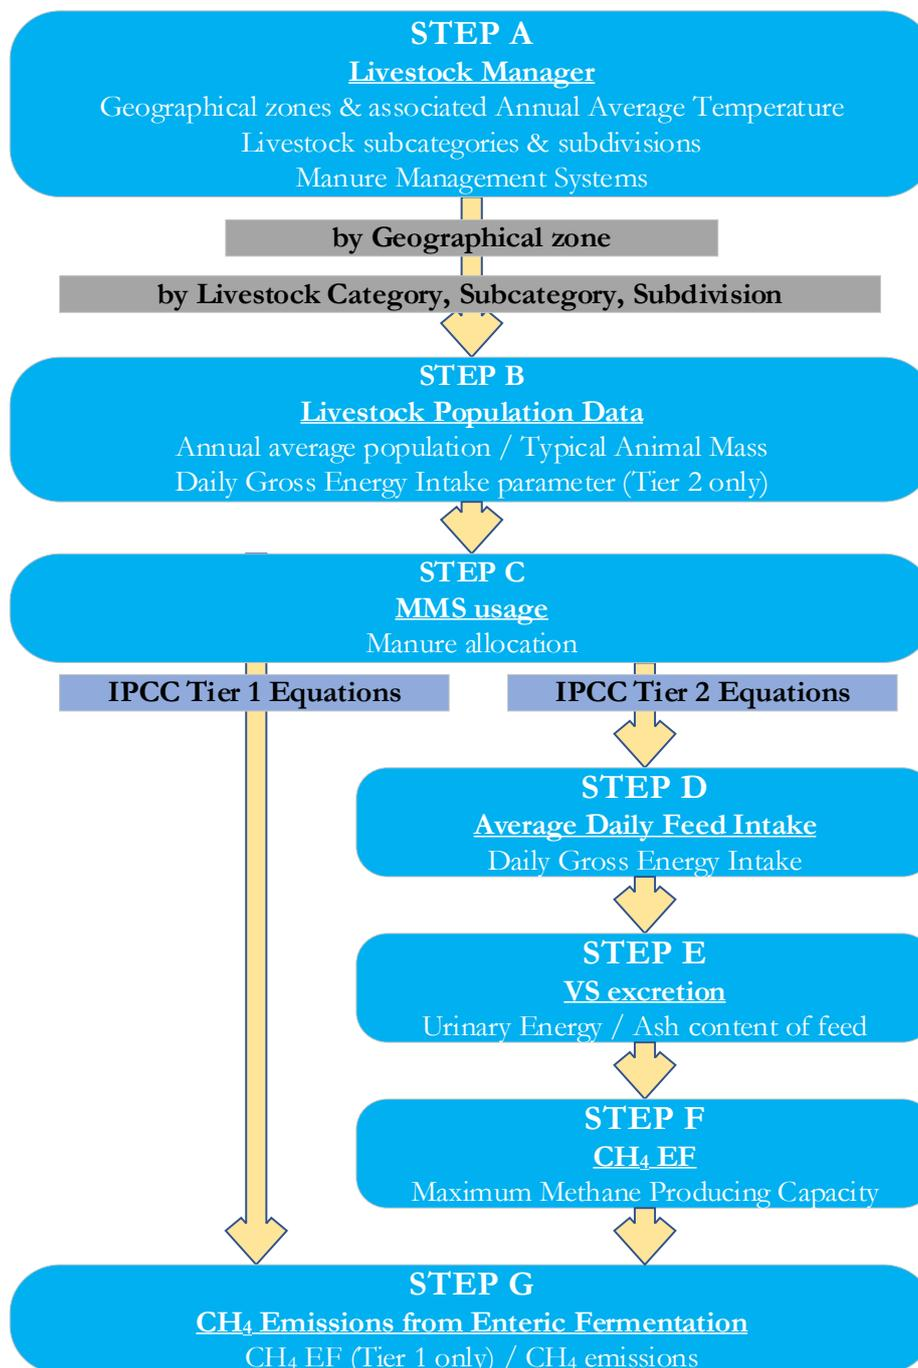 STEP A
Livestock Manager
Geographical zones & associated Annual Average Temperature
Livestock subcategories & subdivisions
Manure Management Systems
by Geographical zone
by Livestock Category, Subcategory, Subdivision
STEP B
Livestock Population Data
Annual average population / Typical Animal Mass
Daily Gross Energy Intake parameter (Tier 2 only)
STEP C
MMS usage
Manure allocation
IPCC Tier 1 Equations
IPCC Tier 2 Equations
STEP D
Average Daily Feed Intake
Daily Gross Energy Intake
STEP E
VS excretion
Urinary Energy / Ash content of feed
STEP F
CH₄ EF
Maximum Methane Producing Capacity
STEP G
CH₄ Emissions from Enteric Fermentation
CH₄ EF (Tier 1 only) / CH₄ emissions